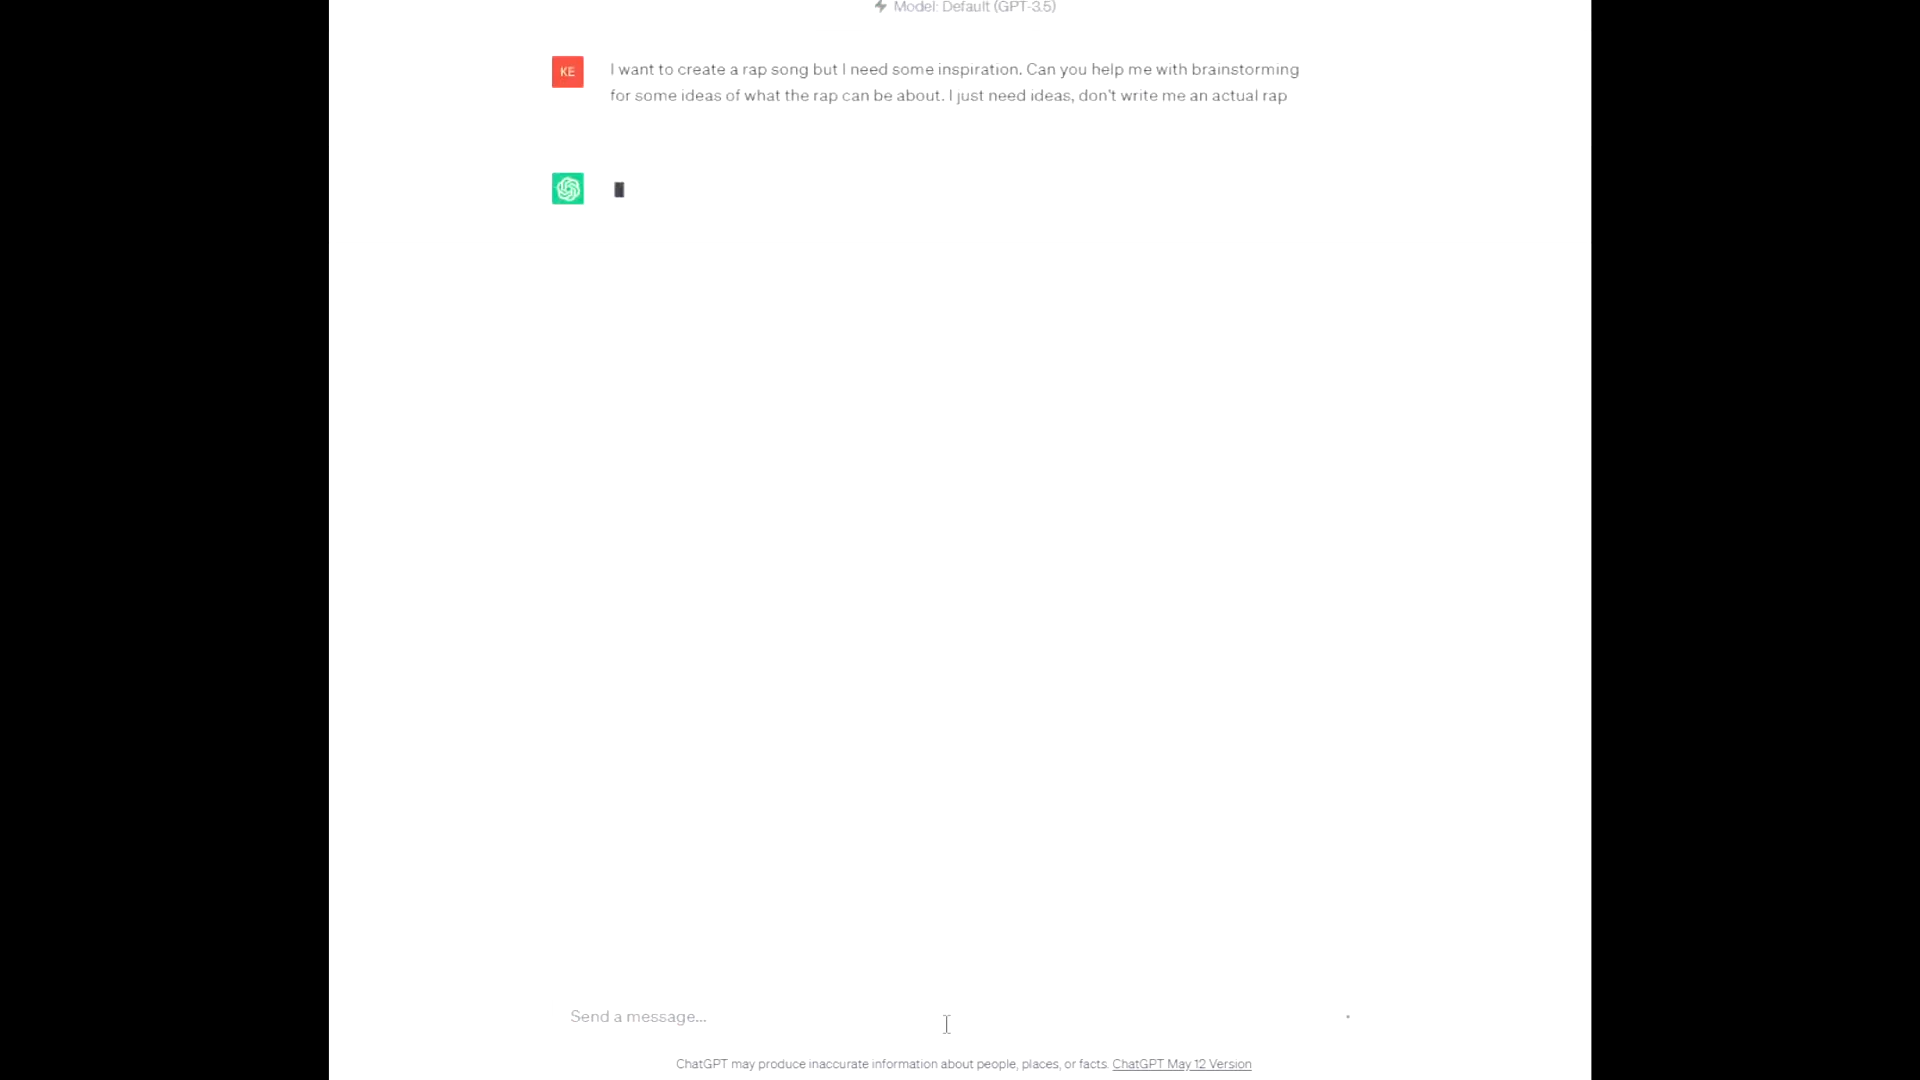 Model: Default (GPT-3.5)
KE
I want to create a rap song but I need some inspiration. Can you help me with brainstorming
for some ideas of what the rap can be about. I just need ideas, don't write me an actual rap
Send a message...
ChatGPT may produce inaccurate information about people, places, or facts. ChatGPT May 12 Version